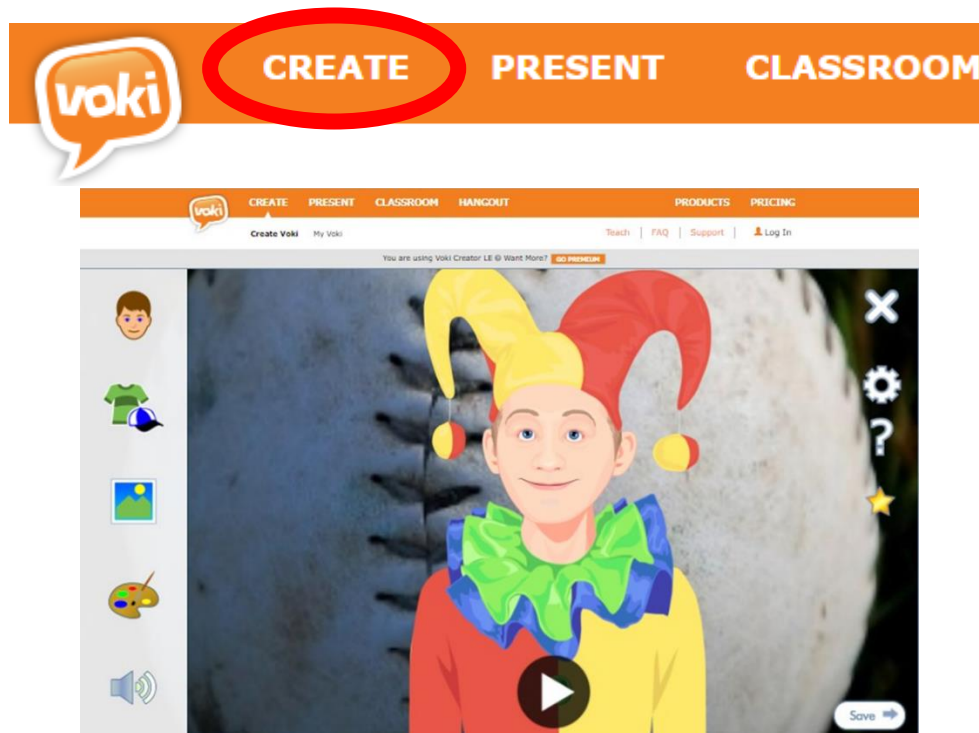 voki CREATE PRESENT CLASSROOM
voki CREATE PRESENT CLASSROOM HANGOUT PRODUCTS PRICING
Create Voki My Voki Teach | FAQ | Support | Log In
You are using Voki Creator LE ☹ Want More? GO PREMIUM
?
Save